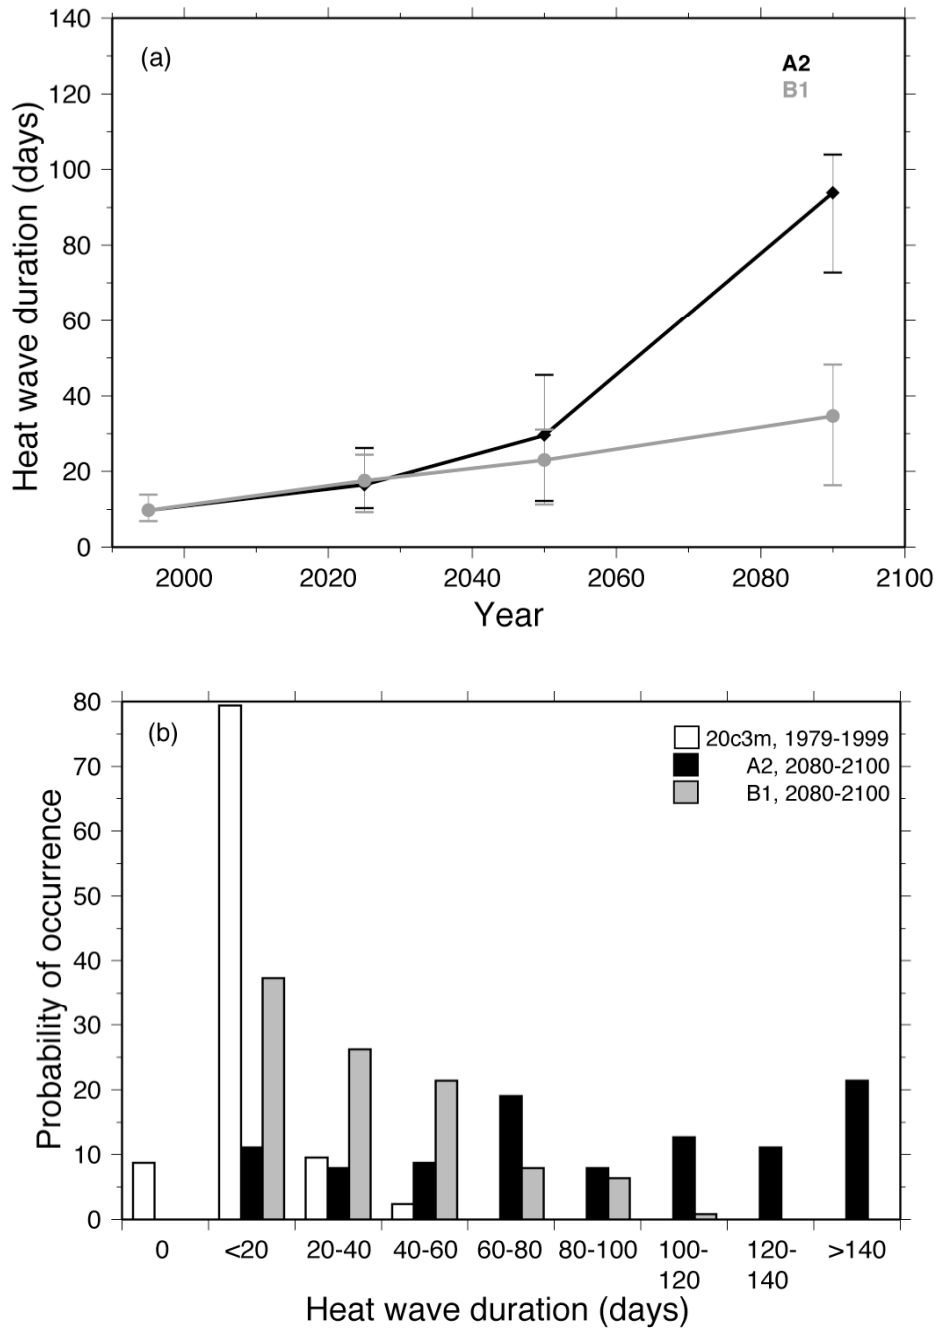 140
120
100
80
60
40
20
0
Heat wave duration (days)
(a)
A2
B1
2000 2020 2040 2060 2080 2100
Year
80
70
60
50
40
30
20
10
0
Probability of occurrence
(b)
20c3m, 1979-1999
A2, 2080-2100
B1, 2080-2100
0 <20 20-40 40-60 60-80 80-100 100- 120- >140
120 140
Heat wave duration (days)